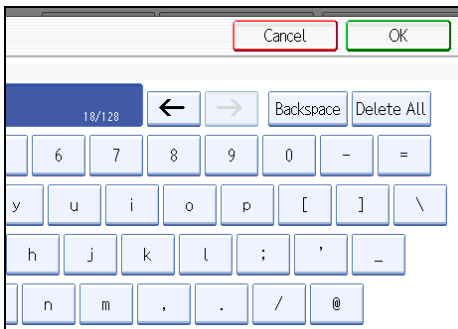 Cancel OK
18/128 ← → Backspace Delete All
6 7 8 9 0 - =
y u i o p [ ] \
h j k l ; ' _
n m , . / @